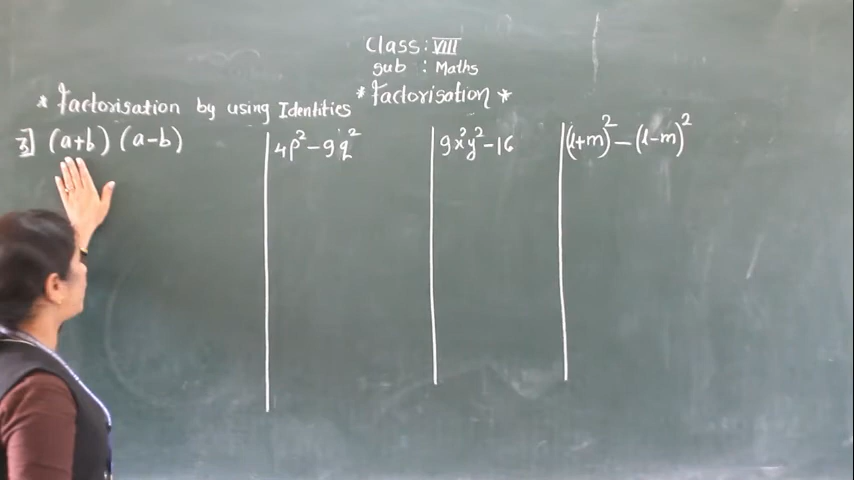 Class: VIII
Sub : Maths
* Factorisation *
* Factorisation by using Identities
3] (a+b) (a-b)
4p² - 9q²
9x²y² - 16
(l+m)² - (l-m)²